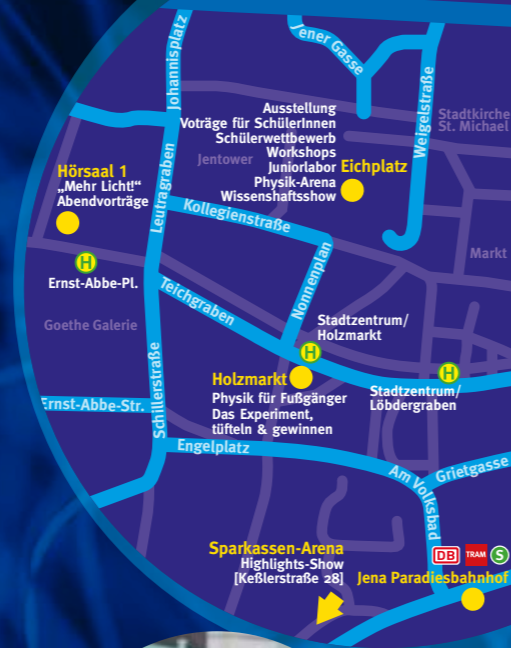 Johannisplatz
Jener Gasse
Weigelstraße
Ausstellung
Voträge für SchülerInnen
Schülerwettbewerb
Workshops
Juniorlabor
Physik-Arena
Wissenshaftsshow
Eichplatz
Stadtkirche
St. Michael
Jentower
Hörsaal 1
„Mehr Licht!“
Abendvorträge
Leutragraben
Kollegienstraße
H
Ernst-Abbe-Pl.
Markt
Nonnenplan
Teichgraben
Goethe Galerie
Stadtzentrum/
Holzmarkt
H
H
Stadtzentrum/
Löbdergraben
Schillerstraße
Holzmarkt
Physik für Fußgänger
Das Experiment,
tüfteln & gewinnen
Ernst-Abbe-Str.
Engelplatz
Am Volksbad
Grietgasse
Sparkassen-Arena
Highlights-Show
[Keßlerstraße 28]
DB TRAM S
Jena Paradiesbahnhof